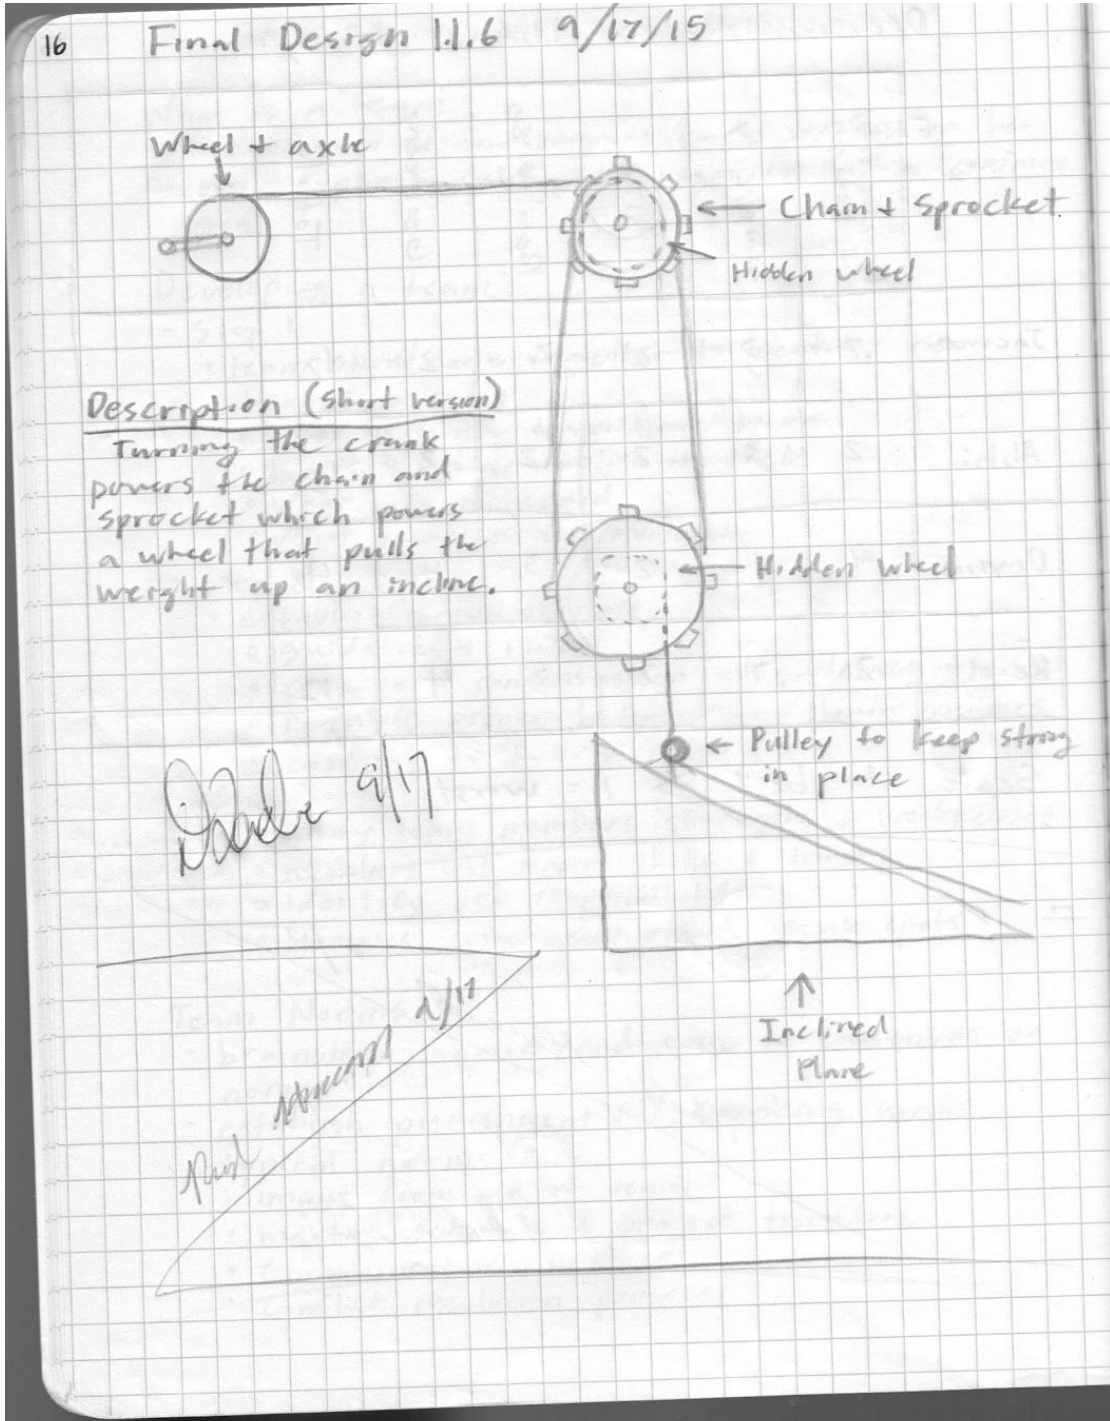 16
Final Design 1.1.6 9/17/15
Wheel + axle
Chain + Sprocket
Hidden wheel
Description (short version)
Turning the crank
powers the chain and
sprocket which powers
a wheel that pulls the
weight up an incline.
Hidden wheel
Pulley to keep string
in place
9/17
9/17
Inclined
Plane